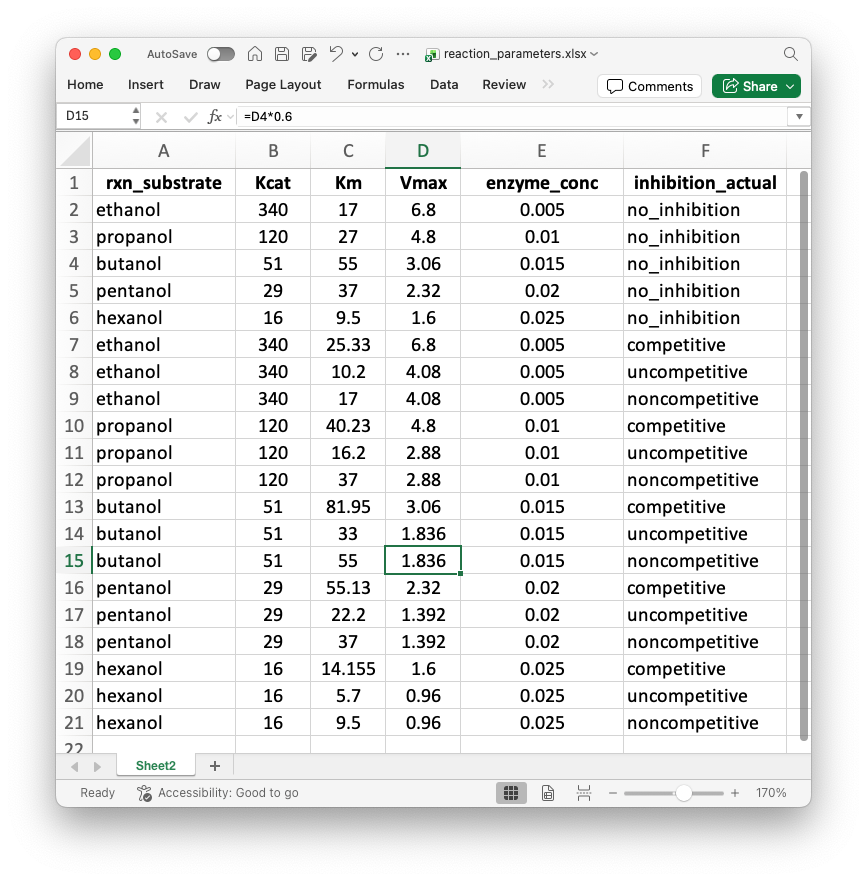 AutoSave reaction_parameters.xlsx
Home Insert Draw Page Layout Formulas Data Review Comments Share
D15 fx =D4*0.6
A B C D E F
1 rxn_substrate Kcat Km Vmax enzyme_conc inhibition_actual
2 ethanol 340 17 6.8 0.005 no_inhibition
3 propanol 120 27 4.8 0.01 no_inhibition
4 butanol 51 55 3.06 0.015 no_inhibition
5 pentanol 29 37 2.32 0.02 no_inhibition
6 hexanol 16 9.5 1.6 0.025 no_inhibition
7 ethanol 340 25.33 6.8 0.005 competitive
8 ethanol 340 10.2 4.08 0.005 uncompetitive
9 ethanol 340 17 4.08 0.005 noncompetitive
10 propanol 120 40.23 4.8 0.01 competitive
11 propanol 120 16.2 2.88 0.01 uncompetitive
12 propanol 120 37 2.88 0.01 noncompetitive
13 butanol 51 81.95 3.06 0.015 competitive
14 butanol 51 33 1.836 0.015 uncompetitive
15 butanol 51 55 1.836 0.015 noncompetitive
16 pentanol 29 55.13 2.32 0.02 competitive
17 pentanol 29 22.2 1.392 0.02 uncompetitive
18 pentanol 29 37 1.392 0.02 noncompetitive
19 hexanol 16 14.155 1.6 0.025 competitive
20 hexanol 16 5.7 0.96 0.025 uncompetitive
21 hexanol 16 9.5 0.96 0.025 noncompetitive
22
Sheet2 +
Ready Accessibility: Good to go − + 170%